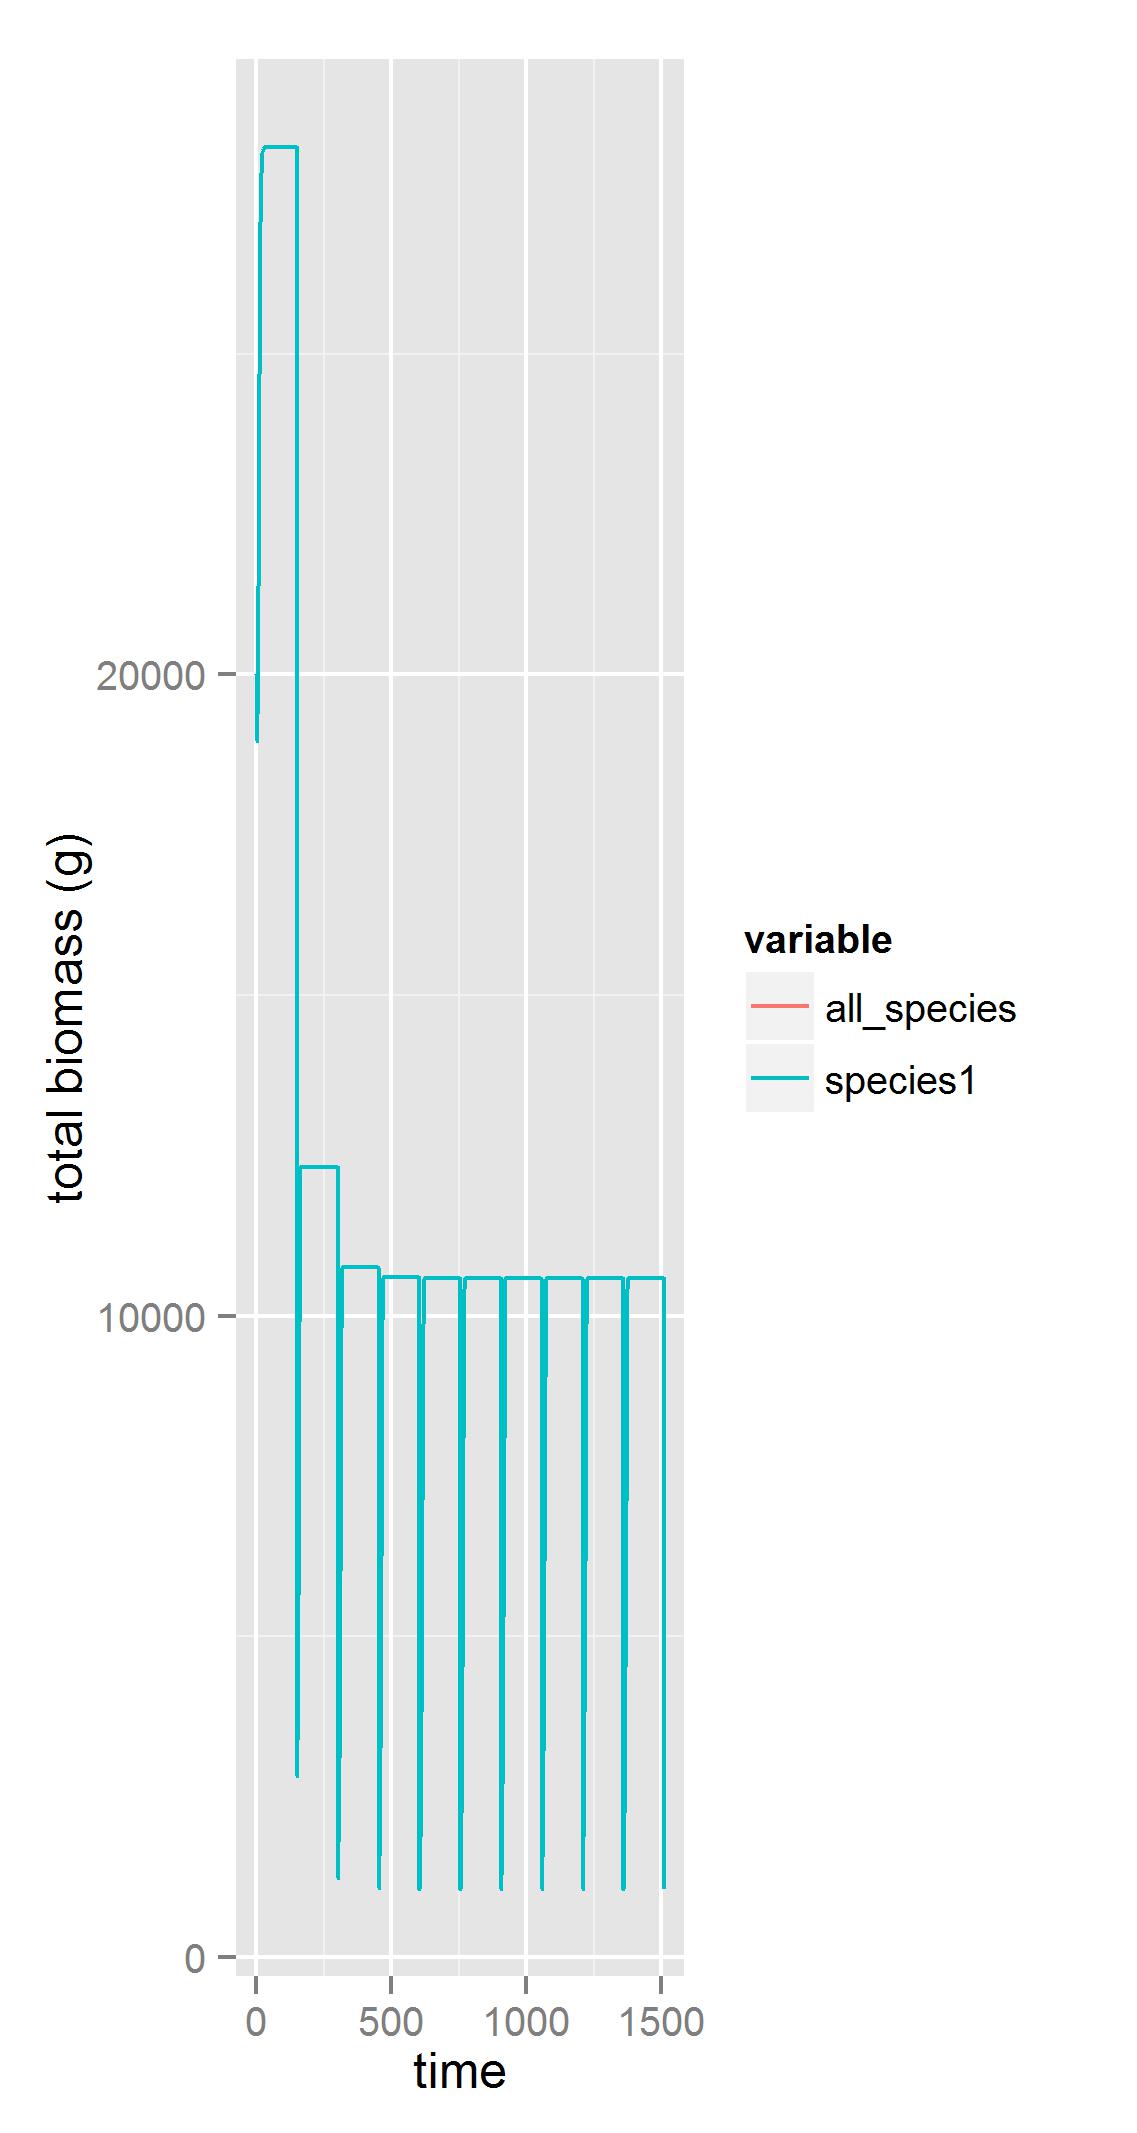 20000
10000
0
0 500 1000 1500
time
total biomass (g)
variable
all_species
species1